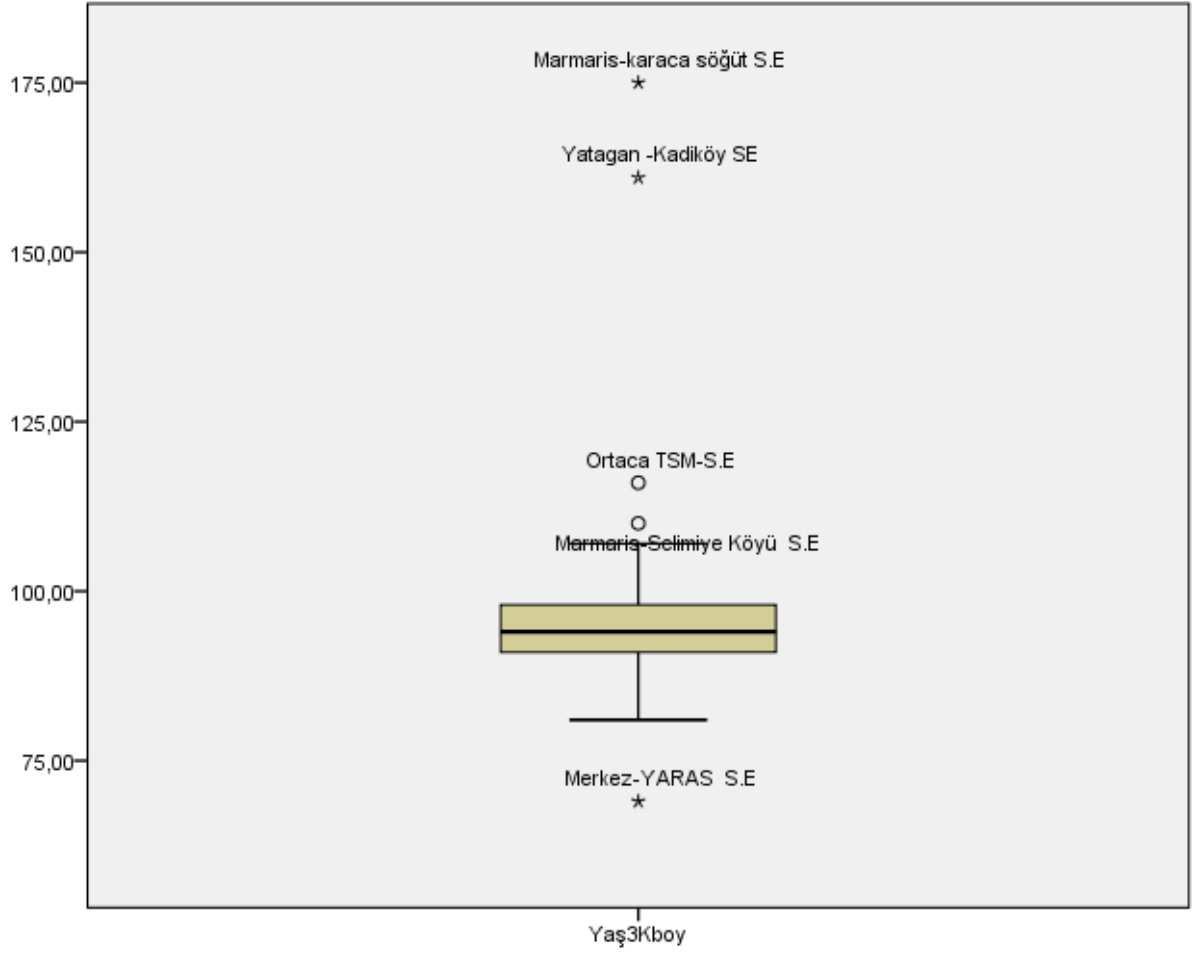 Marmaris-karaca söğüt S.E
175,00
Yatagan -Kadiköy SE
150,00
125,00
Ortaca TSM-S.E
Marmaris-Selimiye Köyü  S.E
100,00
75,00
Merkez-YARAS  S.E
Yaş3Kboy